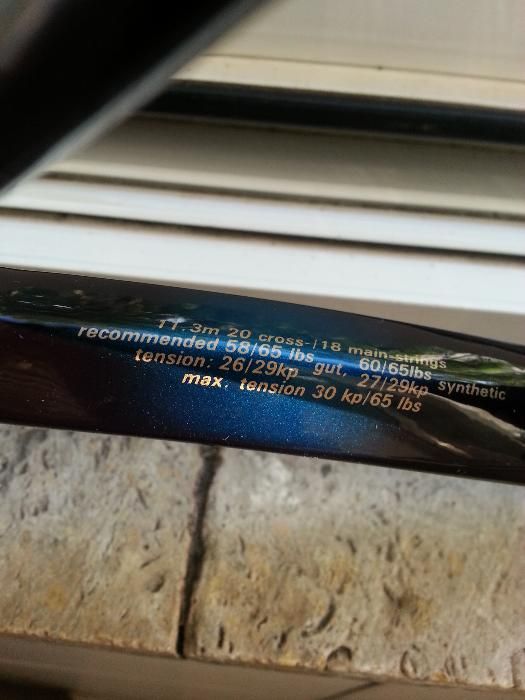 11.3m 20 cross-/18 main-strings
recommended 58/65 lbs gut, 60/65lbs synthetic
tension: 26/29kp 27/29kp
max. tension 30 kp/65 lbs